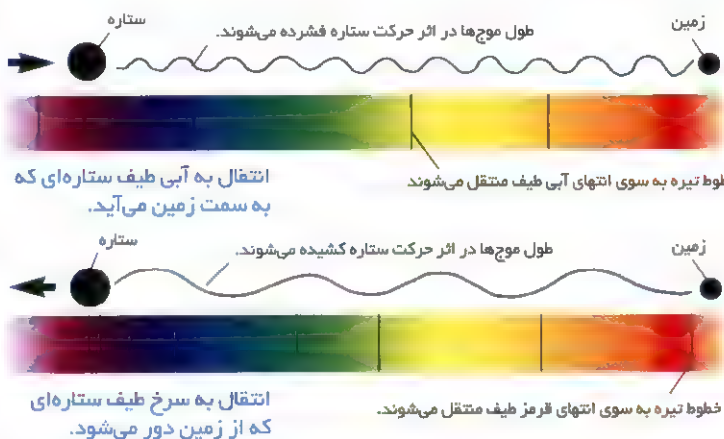 ستاره
زمین
طول موج‌ها در اثر حرکت ستاره فشرده می‌شوند.
انتقال به آبی طیف ستاره‌ای که
به سمت زمین می‌آید.
تیره به سوی انتهای آبی طیف منتقل می‌شوند
ستاره
زمین
طول موج‌ها در اثر حرکت ستاره کشیده می‌شوند.
انتقال به سرخ طیف ستاره‌ای
که از زمین دور می‌شود.
خطوط تیره به سوی انتهای قرمز طیف منتقل می‌شوند.